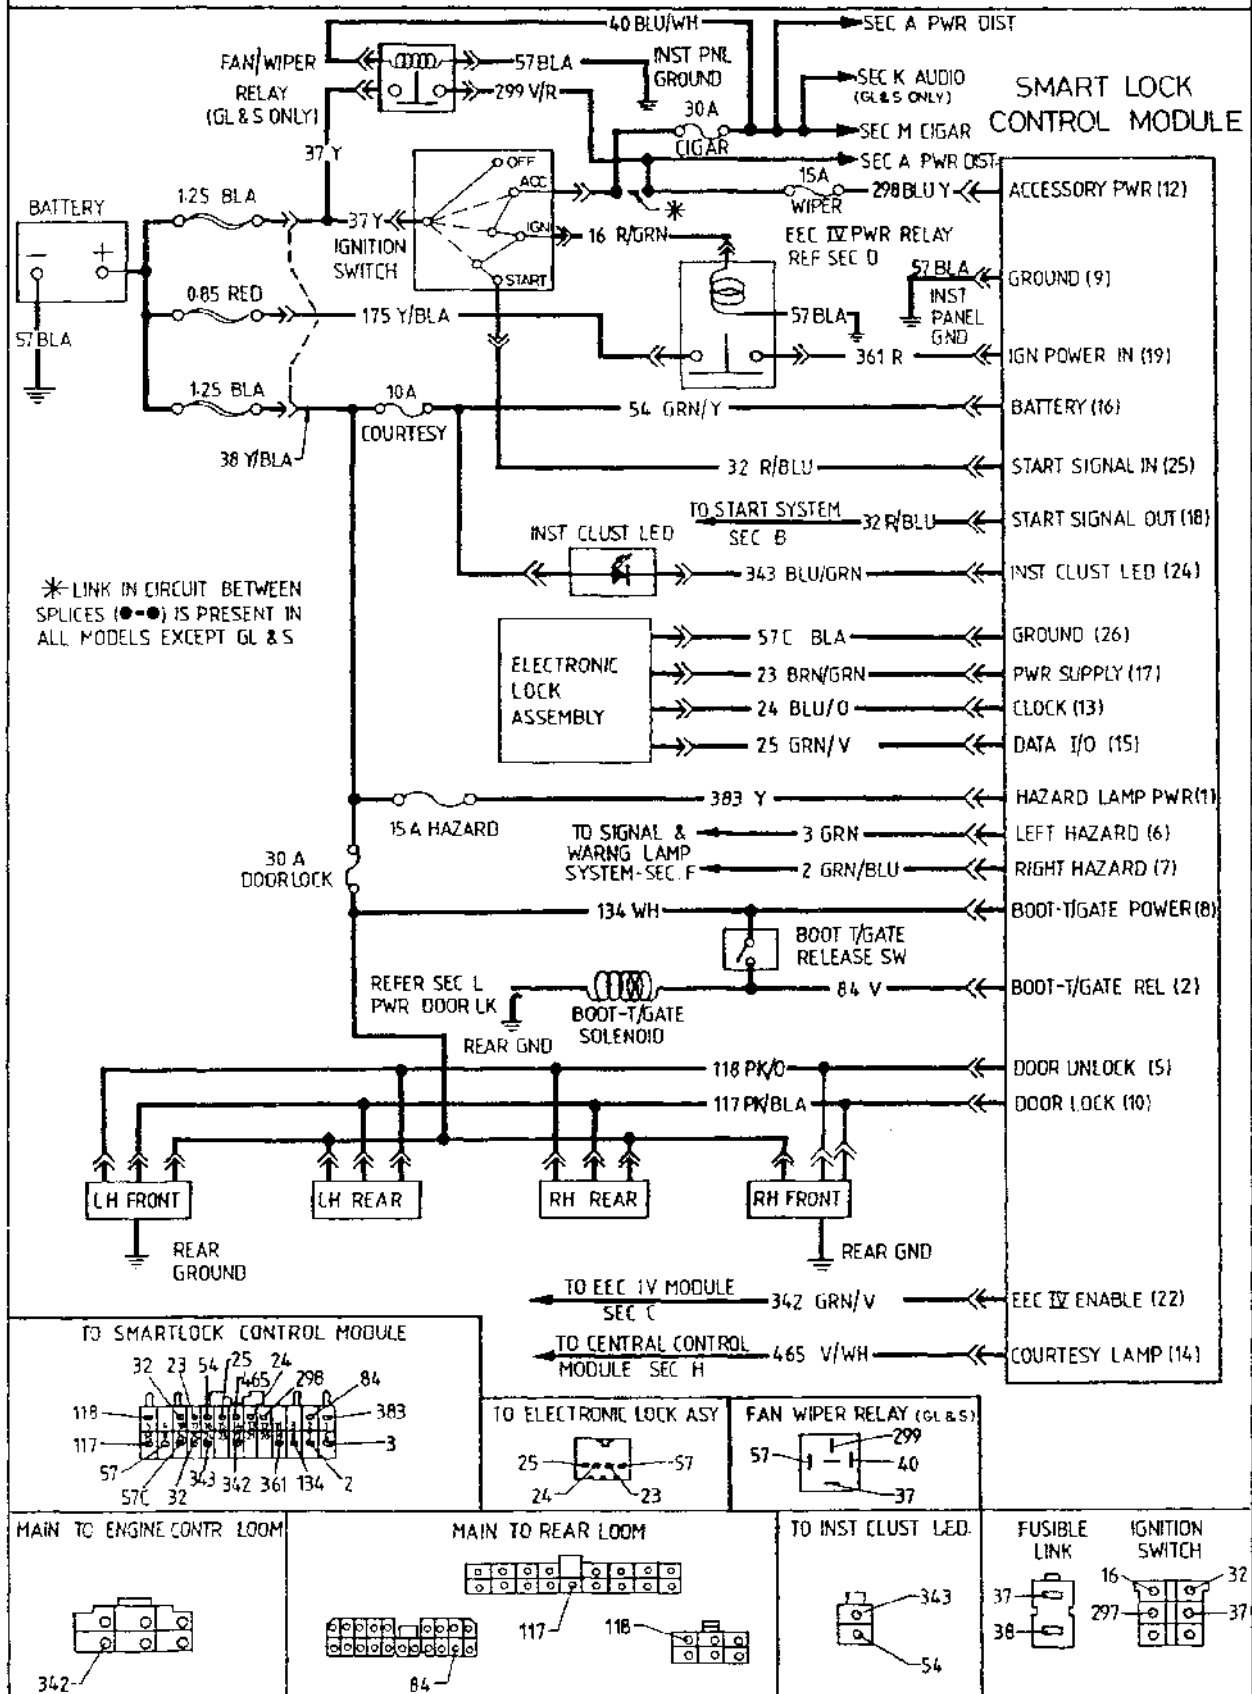 40 BLU/WH
SEC A PWR DIST
FAN/WIPER
57 BLA
INST PNL
GROUND
RELAY
(GL & S ONLY)
299 V/R
SEC K AUDIO
(GL & S ONLY)
SMART LOCK
CONTROL MODULE
30 A
CIGAR
SEC M CIGAR
37 Y
OFF
SEC A PWR DIST
1.25 BLA
ACC
15A
WIPER
298 BLU Y
ACCESSORY PWR (12)
BATTERY
- +
37 Y
IGNITION
SWITCH
IGN
16 R/GRN
*
EEC IV PWR RELAY
REF SEC D
START
57 BLA
GROUND (9)
INST
PANEL
GND
0.85 RED
57 BLA
175 Y/BLA
57 BLA
361 R
IGN POWER IN (19)
1.25 BLA
10A
COURTESY
54 GRN/Y
BATTERY (16)
38 Y/BLA
32 R/BLU
START SIGNAL IN (25)
TO START SYSTEM
SEC B
32 R/BLU
START SIGNAL OUT (18)
INST CLUST LED
343 BLU/GRN
INST CLUST LED (24)
* LINK IN CIRCUIT BETWEEN
SPLICES (●-●) IS PRESENT IN
ALL MODELS EXCEPT GL & S
ELECTRONIC
LOCK
ASSEMBLY
57C BLA
GROUND (26)
23 BRN/GRN
PWR SUPPLY (17)
24 BLU/O
CLOCK (13)
25 GRN/V
DATA I/O (15)
383 Y
HAZARD LAMP PWR(1)
15 A HAZARD
TO SIGNAL &
WARNG LAMP
SYSTEM-SEC. F
3 GRN
LEFT HAZARD (6)
2 GRN/BLU
RIGHT HAZARD (7)
30 A
DOOR LOCK
134 WH
BOOT-T/GATE POWER (8)
BOOT T/GATE
RELEASE SW
REFER SEC L
PWR DOOR LK
84 V
BOOT-T/GATE REL (2)
BOOT-T/GATE
SOLENOID
REAR GND
118 PK/O
DOOR UNLOCK (5)
117 PK/BLA
DOOR LOCK (10)
LH FRONT
LH REAR
RH REAR
RH FRONT
REAR
GROUND
REAR GND
TO EEC IV MODULE
SEC C
342 GRN/V
EEC IV ENABLE (22)
TO CENTRAL CONTROL
MODULE SEC H
465 V/WH
COURTESY LAMP (14)
TO SMARTLOCK CONTROL MODULE
32 23 54 25 465 24 298 84
118
383
117
3
57 57C 32 343 342 361 134 2
TO ELECTRONIC LOCK ASY
25
57
24
23
FAN WIPER RELAY (GL & S)
299
57
40
37
MAIN TO ENGINE CONTR LOOM
342
MAIN TO REAR LOOM
117
118
84
TO INST CLUST LED.
343
54
FUSIBLE
LINK
37
38
IGNITION
SWITCH
16
32
297
37